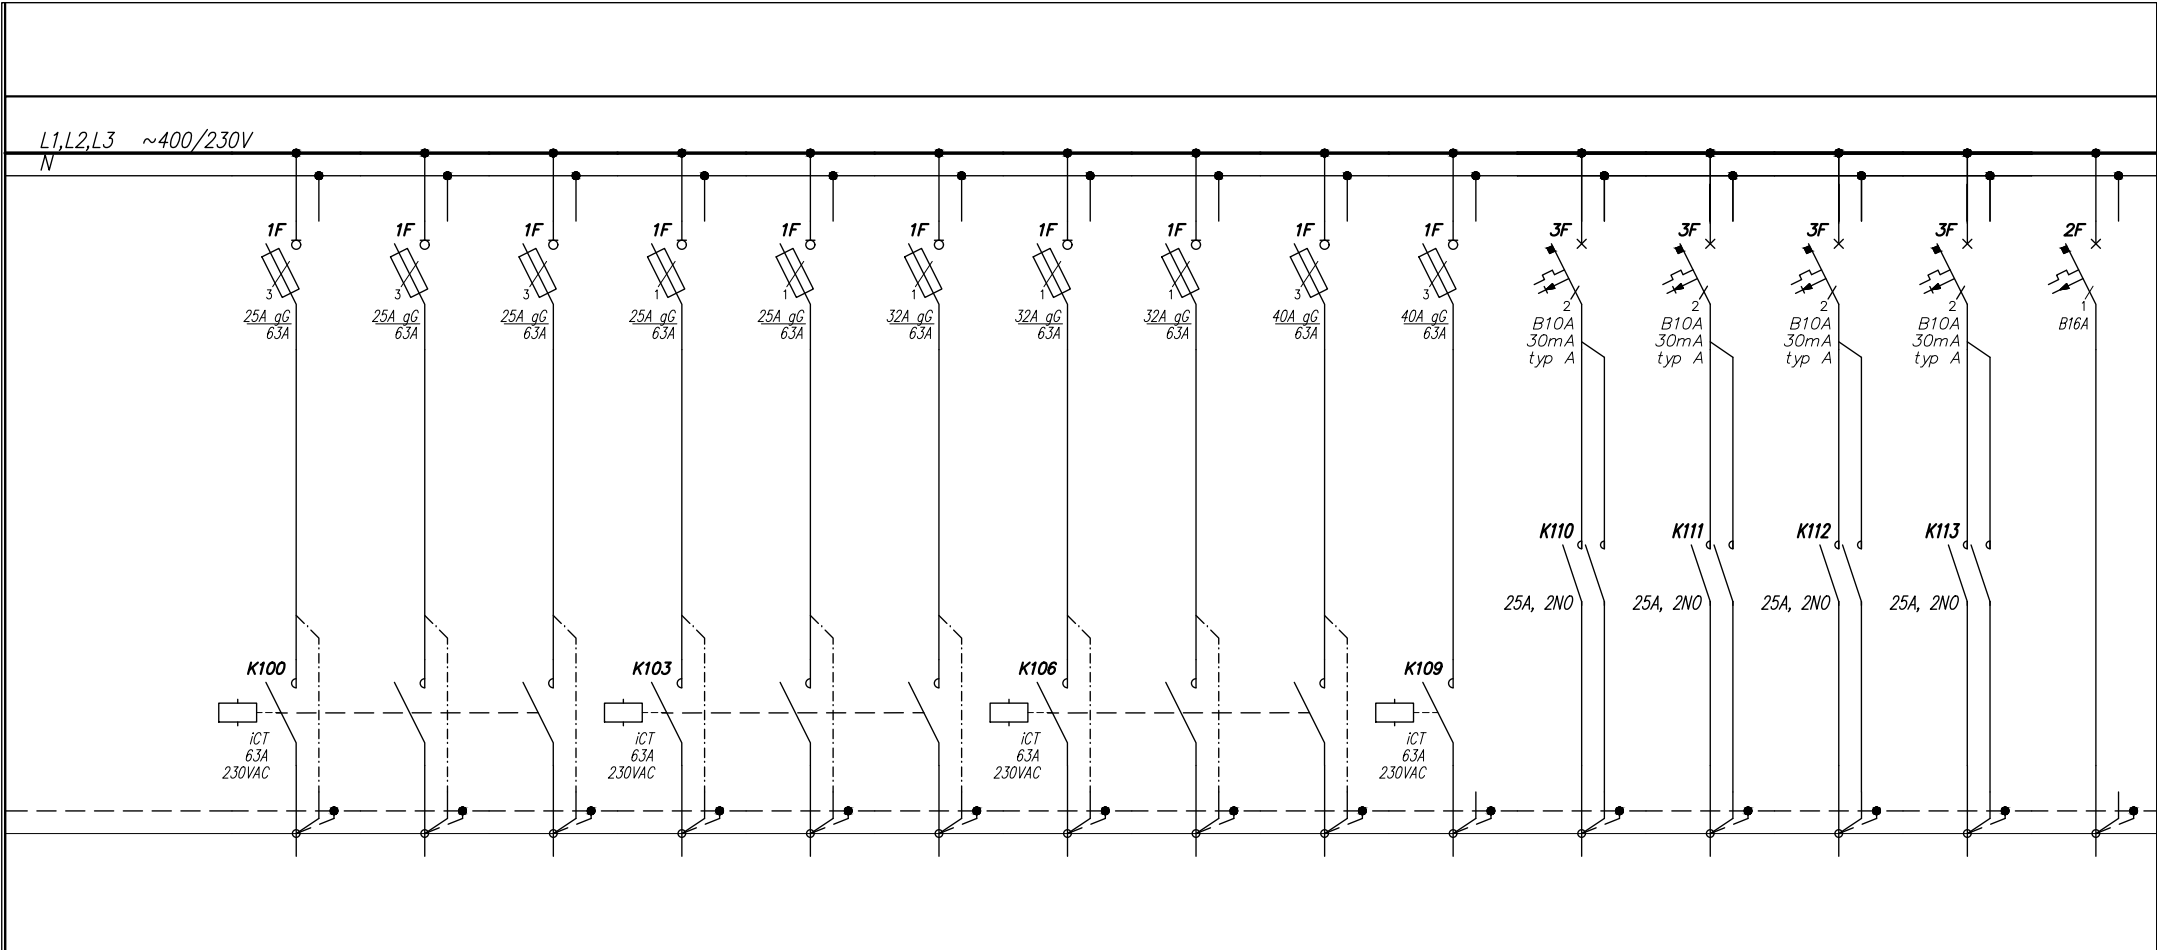 L1,L2,L3 ~400/230V
N
1F 1F 1F 1F 1F 1F 1F 1F 1F 1F 3F 3F 3F 3F 2F
3 3 3 1 1 1 1 1 3 3 2 2 2 2 1
25A gG 25A gG 25A gG 25A gG 25A gG 32A gG 32A gG 32A gG 40A gG 40A gG B10A B10A B10A B10A B16A
63A 63A 63A 63A 63A 63A 63A 63A 63A 63A 30mA 30mA 30mA 30mA
typ A typ A typ A typ A
K110 K111 K112 K113
25A, 2NO 25A, 2NO 25A, 2NO 25A, 2NO
K100 K103 K106 K109
iCT iCT iCT iCT
63A 63A 63A 63A
230VAC 230VAC 230VAC 230VAC